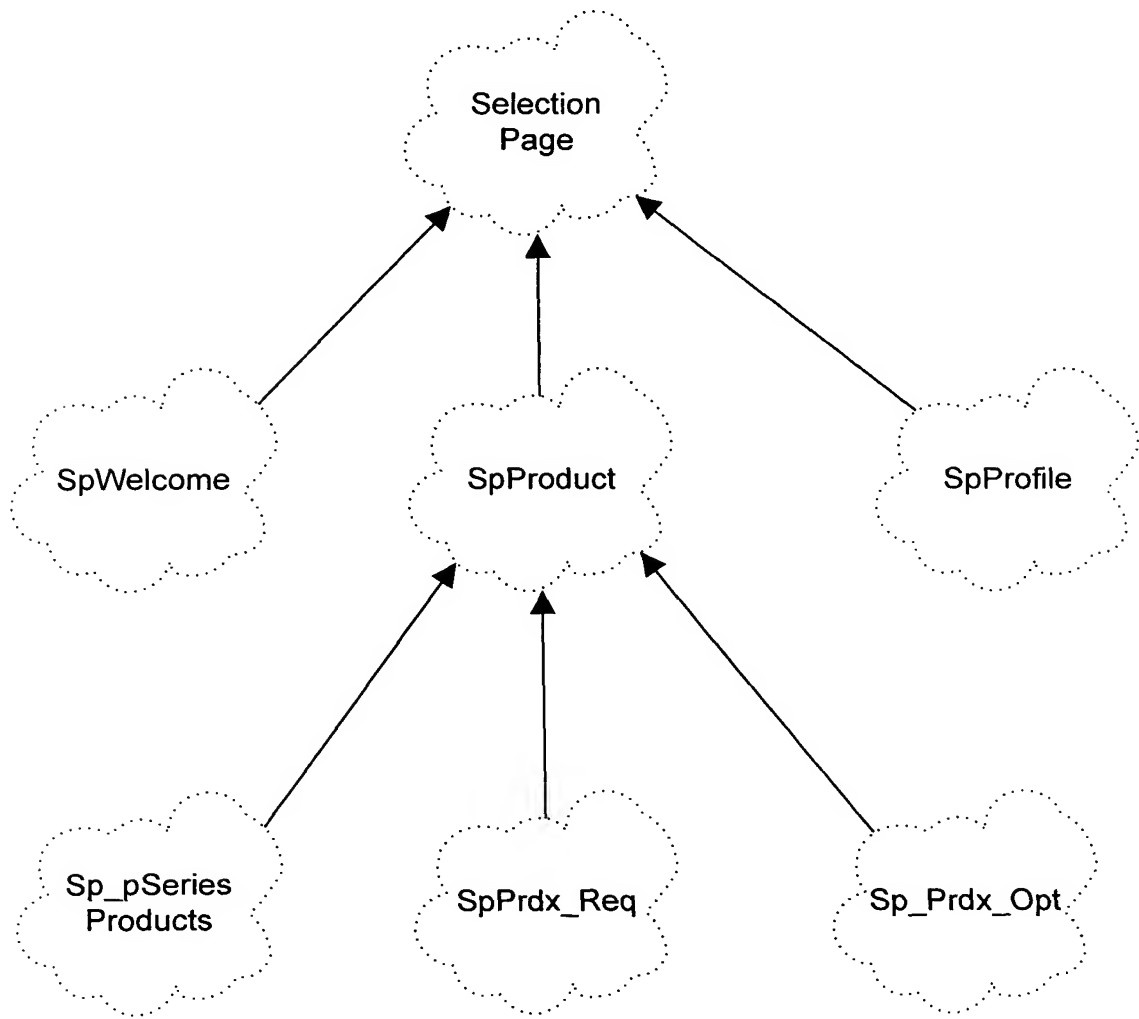 Selection
Page
SpWelcome
SpProduct
SpProfile
Sp_pSeries
Products
SpPrdx_Req
Sp_Prdx_Opt